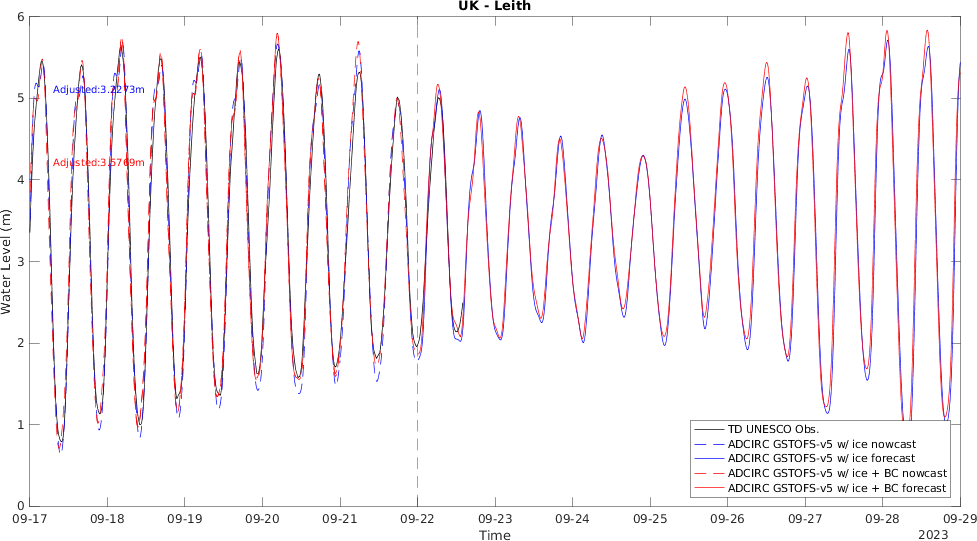 UK - Leith
6
5
4
3
2
1
0
Water Level (m)
Adjusted:3.2273m
Adjusted:3.5769m
TD UNESCO Obs.
ADCIRC GSTOFS-v5 w/ ice nowcast
ADCIRC GSTOFS-v5 w/ ice forecast
ADCIRC GSTOFS-v5 w/ ice + BC nowcast
ADCIRC GSTOFS-v5 w/ ice + BC forecast
09-17 09-18 09-19 09-20 09-21 09-22 09-23 09-24 09-25 09-26 09-27 09-28 09-29
Time
2023